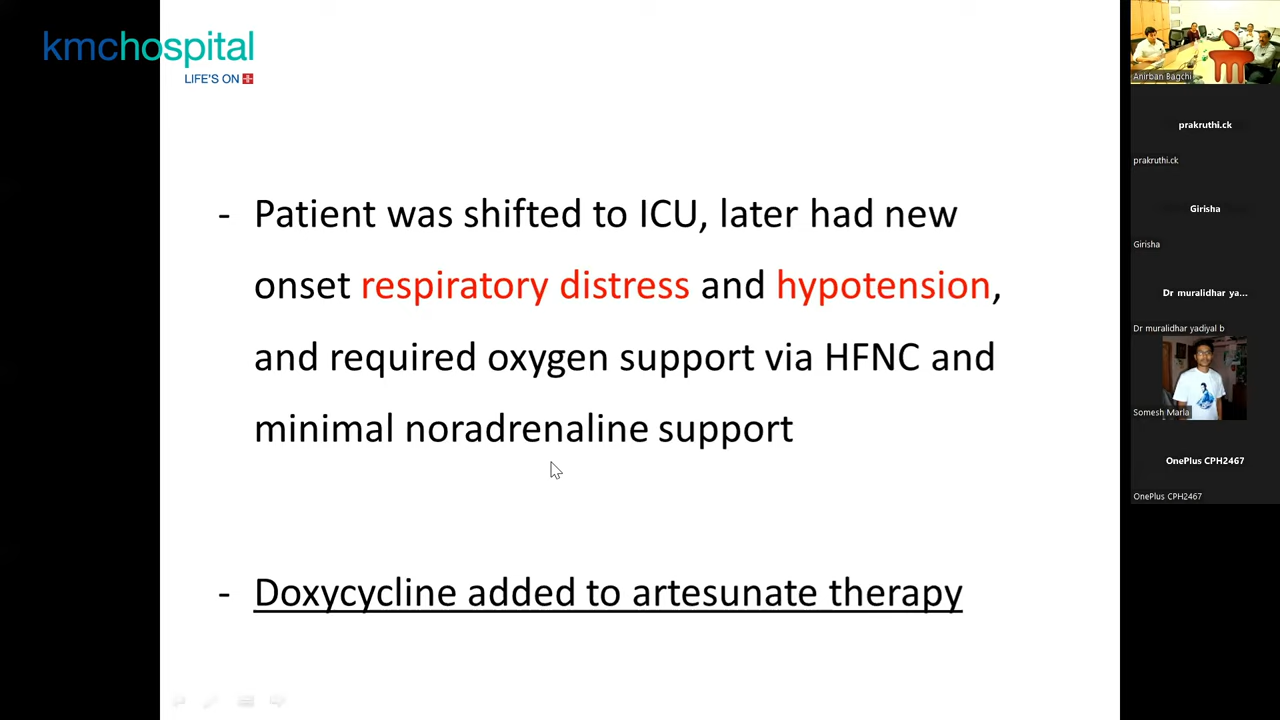 kmchospital
LIFE'S ON
- Patient was shifted to ICU, later had new
onset respiratory distress and hypotension,
and required oxygen support via HFNC and
minimal noradrenaline support
- Doxycycline added to artesunate therapy
Anirban Bagchi
prakruthi.ck
prakruthi.ck
Girisha
Girisha
Dr muralidhar ya...
Dr muralidhar yadiyal b
Somesh Marla
OnePlus CPH2467
OnePlus CPH2467